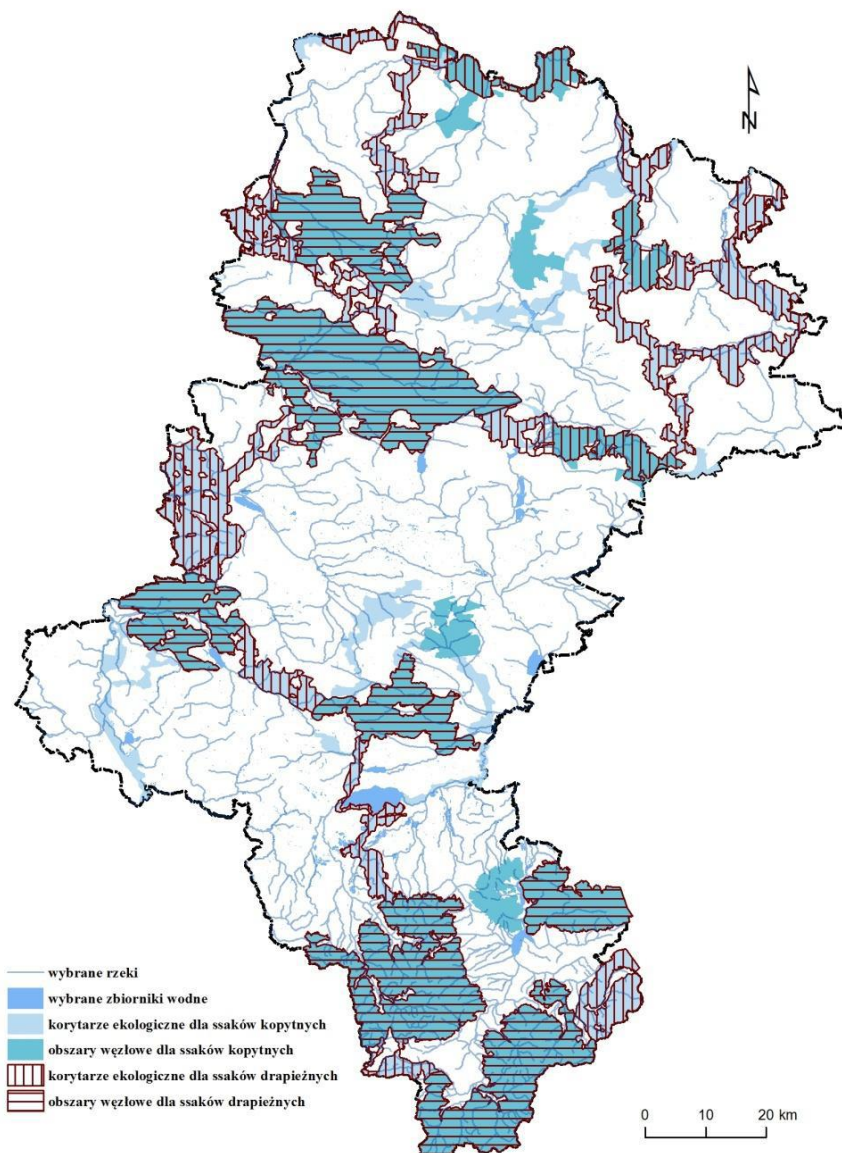 N
wybrane rzeki
wybrane zbiorniki wodne
korytarze ekologiczne dla ssaków kopytnych
obszary węzłowe dla ssaków kopytnych
korytarze ekologiczne dla ssaków drapieżnych
obszary węzłowe dla ssaków drapieżnych
0 10 20 km